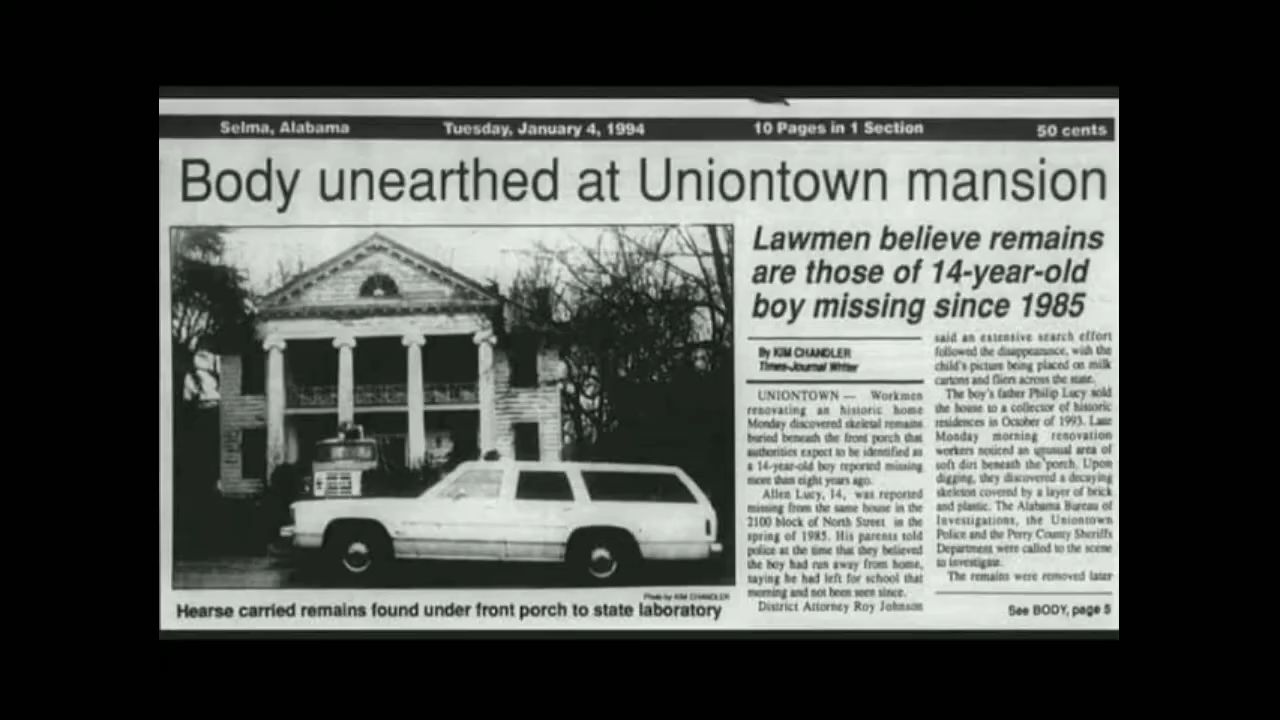 Selma, Alabama Tuesday, January 4, 1994 10 Pages in 1 Section 50 cents
Body unearthed at Uniontown mansion
Lawmen believe remains
are those of 14-year-old
boy missing since 1985
By KIM CHANDLER
Times-Journal Writer
UNIONTOWN — Workmen
renovating an historic home
Monday discovered skeletal remains
buried beneath the front porch that
authorities expect to be identified as
a 14-year-old boy reported missing
more than eight years ago.
Allen Lucy, 14, was reported
missing from the same house in the
2100 block of North Street in the
spring of 1985. His parents told
police at the time that they believed
the boy had run away from home,
saying he had left for school that
morning and not been seen since.
District Attorney Roy Johnson
said an extensive search effort
followed the disappearance, with the
child's picture being placed on milk
cartons and fliers across the state.
The boy's father Philip Lucy sold
the house to a collector of historic
residences in October of 1993. Late
Monday morning renovation
workers noticed an unusual area of
soft dirt beneath the porch. Upon
digging, they discovered a decaying
skeleton covered by a layer of brick
and plastic. The Alabama Bureau of
Investigations, the Uniontown
Police and the Perry County Sheriffs
Department were called to the scene
to investigate.
The remains were removed later
See BODY, page 5
Photo by KIM CHANDLER
Hearse carried remains found under front porch to state laboratory